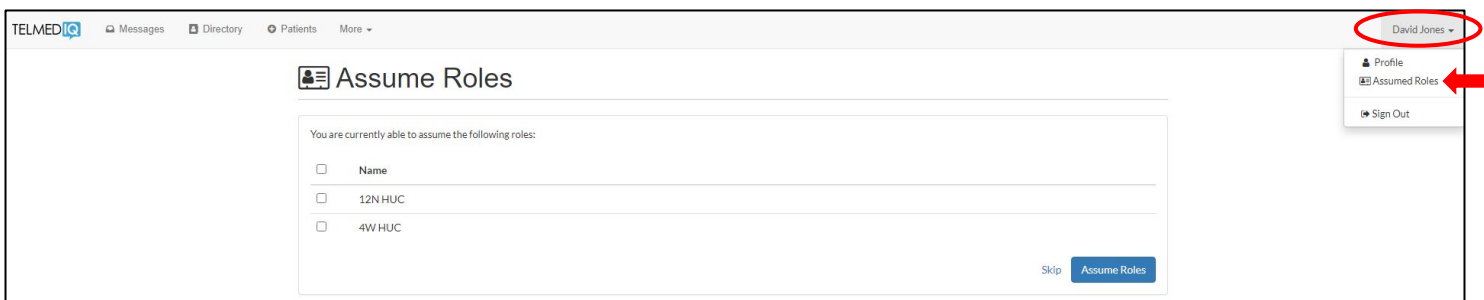 TELMEDIQ Messages Directory Patients More David Jones
Profile
Assumed Roles
Sign Out
Assume Roles
You are currently able to assume the following roles:
Name
12N HUC
4W HUC
Skip Assume Roles